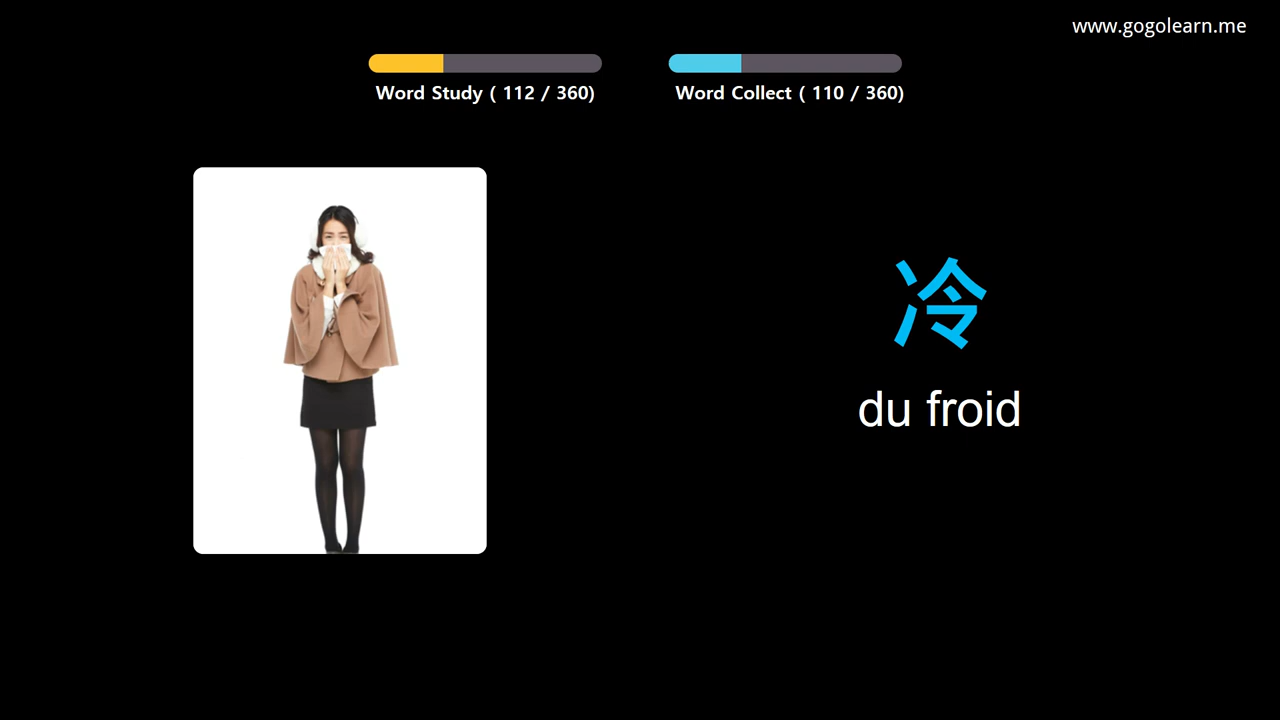 www.gogolearn.me
Word Study ( 112 / 360)
Word Collect ( 110 / 360)
冷
du froid